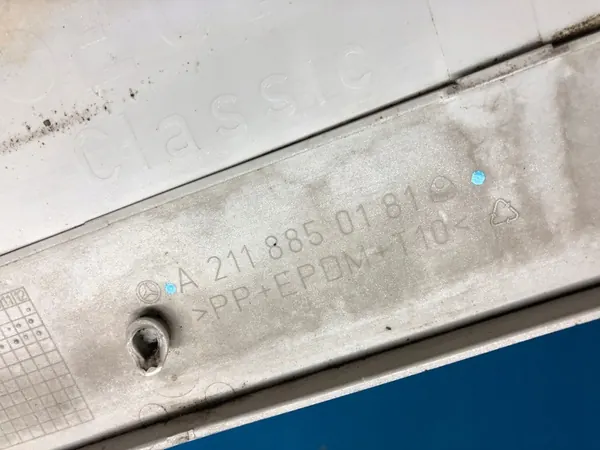 Classic
A 211 885 01 81
>PP+EPDM+T10<